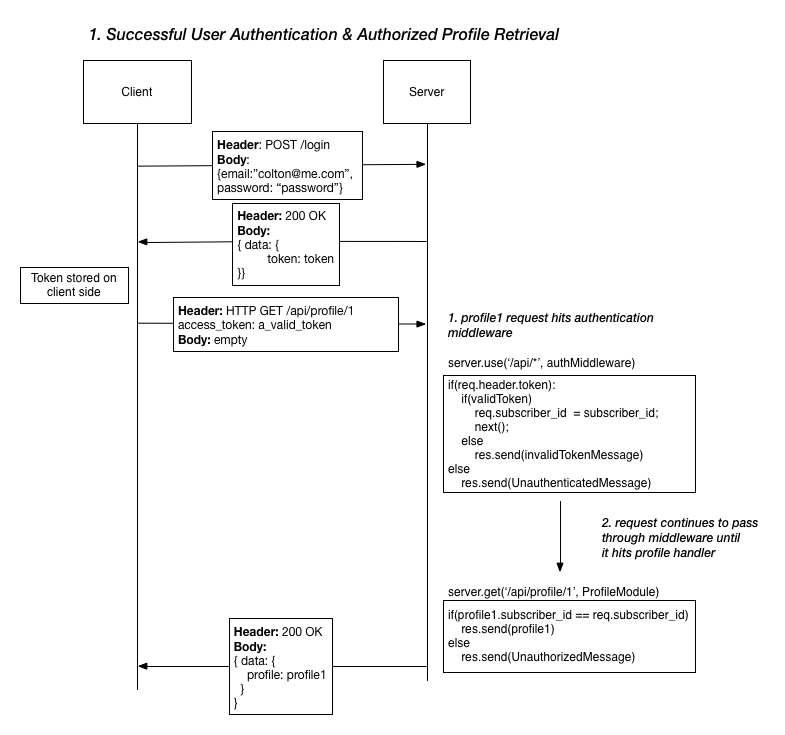 1. Successful User Authentication & Authorized Profile Retrieval
Client
Server
Header: POST /login
Body:
{email:"colton@me.com",
password: “password”}
Header: 200 OK
Body:
{ data: {
token: token
}}
Token stored on
client side
Header: HTTP GET /api/profile/1
access_token: a_valid_token
Body: empty
1. profile1 request hits authentication
middleware
server.use(‘/api/*’, authMiddleware)
if(req.header.token):
if(validToken)
req.subscriber_id = subscriber_id;
next();
else
res.send(invalidTokenMessage)
else
res.send(UnauthenticatedMessage)
2. request continues to pass
through middleware until
it hits profile handler
server.get(‘/api/profile/1’, ProfileModule)
if(profile1.subscriber_id == req.subscriber_id)
res.send(profile1)
else
res.send(UnauthorizedMessage)
Header: 200 OK
Body:
{ data: {
profile: profile1
}
}